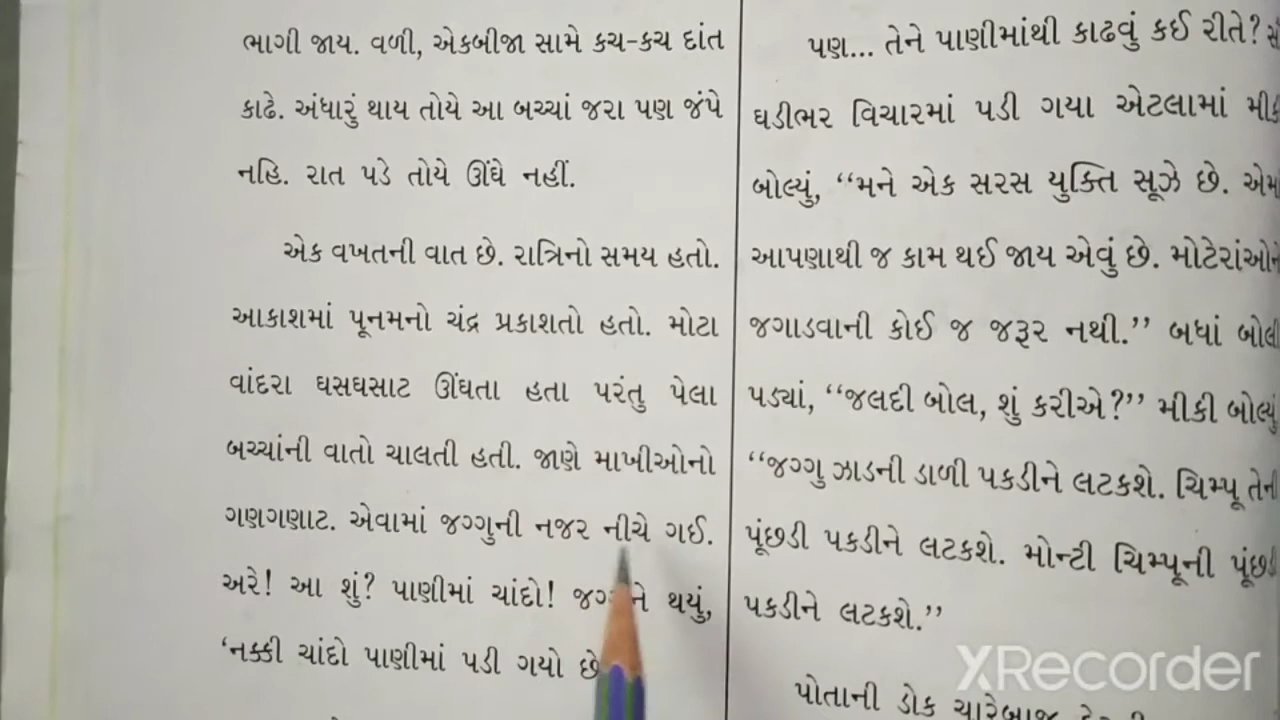 ભાગી જાય. વળી, એકબીજા સામે કચ-કચ દાંત
કાઢે. અંધારું થાય તોયે આ બચ્ચાં જરા પણ જંપે
નહિ. રાત પડે તોયે ઊંઘે નહીં.
એક વખતની વાત છે. રાત્રિનો સમય હતો.
આકાશમાં પૂનમનો ચંદ્ર પ્રકાશતો હતો. મોટા
વાંદરા ઘસઘસાટ ઊંઘતા હતા પરંતુ પેલા
બચ્ચાંની વાતો ચાલતી હતી. જાણે માખીઓનો
ગણગણાટ. એવામાં જગ્ગુની નજર નીચે ગઈ.
અરે! આ શું? પાણીમાં ચાંદો! થયું,
‘નક્કી ચાંદો પાણીમાં પડી ગયો છે
પણ... તેને પાણીમાંથી કાઢવું કઈ રીતે?
ઘડીભર વિચારમાં પડી ગયા એટલામાં
બોલ્યું, “મને એક સરસ યુક્તિ સૂઝે છે.
આપણાથી જ કામ થઈ જાય એવું છે.
જગાડવાની કોઈ જ જરૂર નથી.” બધાં
પડ્યાં, “જલદી બોલ, શું કરીએ?” મીકી બોલ્યું
“જગ્ગુ ઝાડની ડાળી પકડીને લટકશે. ચિમ્પૂ તેની
પૂંછડી પકડીને લટકશે. મોન્ટી ચિમ્પૂની
પકડીને લટકશે.”
પોતાની ડોક
XRecorder